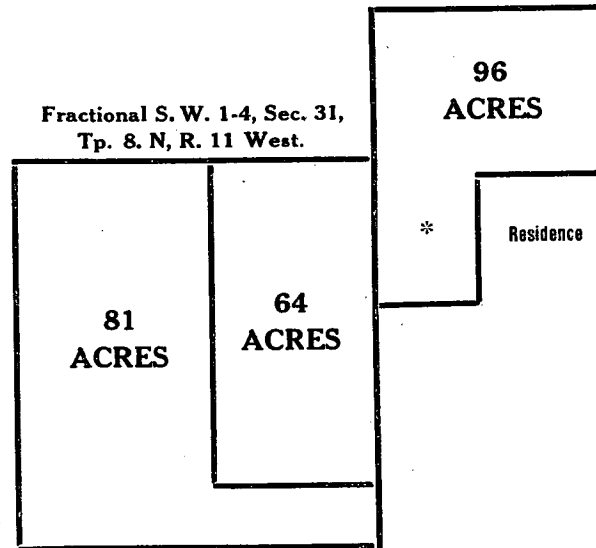 96
ACRES
Fractional S. W. 1-4, Sec. 31,
Tp. 8. N, R. 11 West.
*
Residence
81
ACRES
64
ACRES